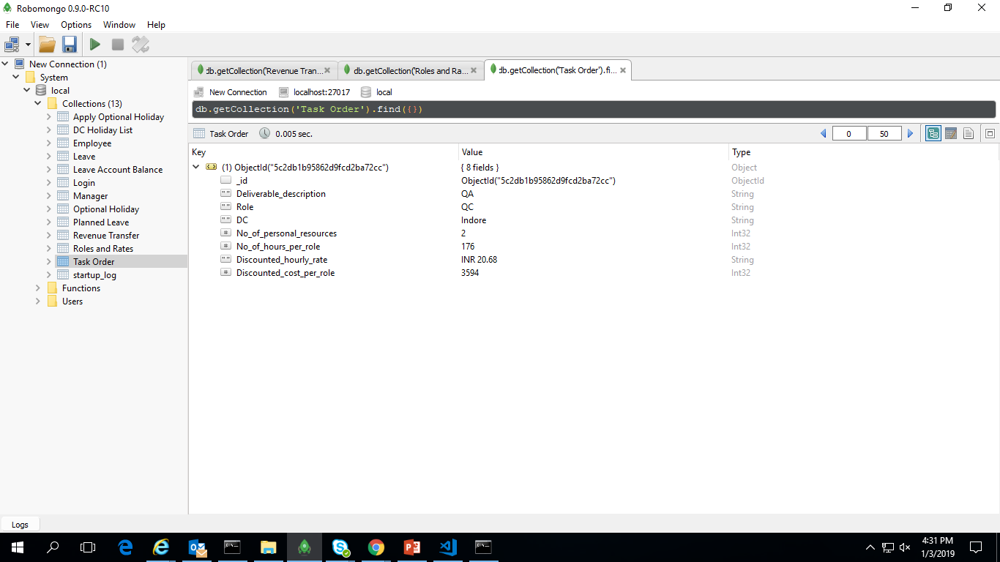 Robomongo 0.9.0-RC10
File View Options Window Help
New Connection (1)
System
local
Collections (13)
Apply Optional Holiday
DC Holiday List
Employee
Leave
Leave Account Balance
Login
Manager
Optional Holiday
Planned Leave
Revenue Transfer
Roles and Rates
Task Order
startup_log
Functions
Users
db.getCollection('Revenue Tran... db.getCollection('Roles and Ra... db.getCollection('Task Order').fi...
New Connection localhost:27017 local
db.getCollection('Task Order').find({})
Task Order 0.005 sec. 0 50
Key Value Type
(1) ObjectId("5c2db1b95862d9fcd2ba72cc") { 8 fields } Object
_id ObjectId("5c2db1b95862d9fcd2ba72cc") ObjectId
Deliverable_description QA String
Role QC String
DC Indore String
No_of_personal_resources 2 Int32
No_of_hours_per_role 176 Int32
Discounted_hourly_rate INR 20.68 String
Discounted_cost_per_role 3594 Int32
Logs
4:31 PM
1/3/2019